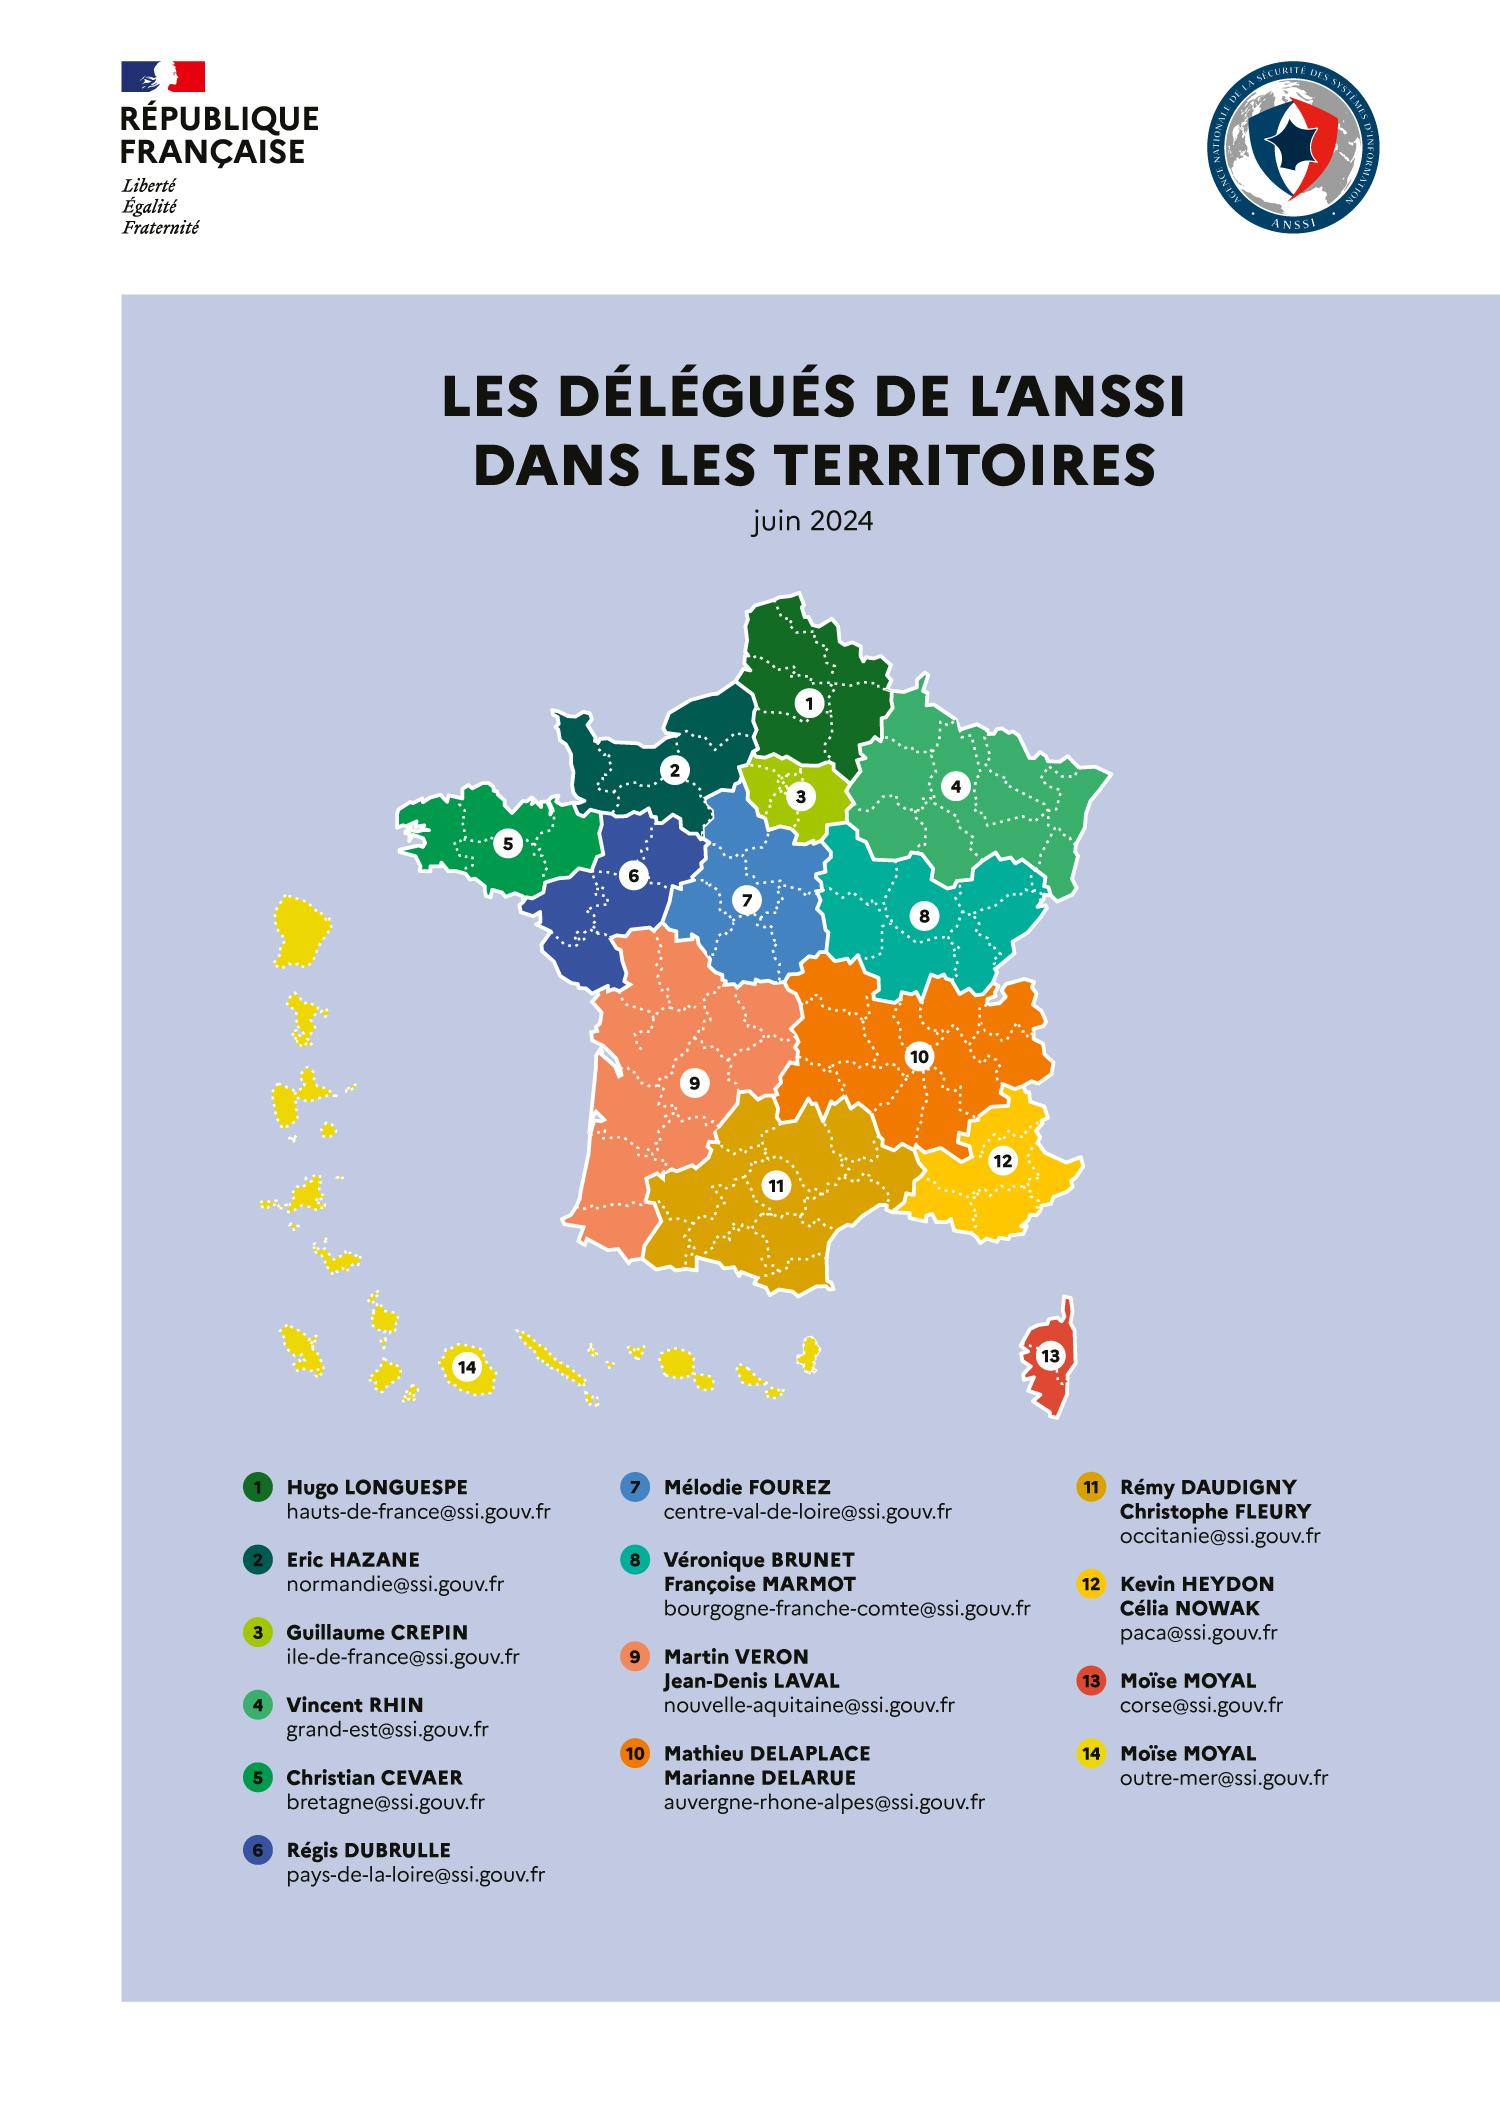 RÉPUBLIQUE
FRANÇAISE
Liberté
Égalité
Fraternité
AGENCE NATIONALE DE LA SÉCURITÉ DES SYSTÈMES D'INFORMATION
• ANSSI •
LES DÉLÉGUÉS DE L'ANSSI
DANS LES TERRITOIRES
juin 2024
1
2
3
4
5
6
7
8
9
10
11
12
13
14
1 Hugo LONGUESPE
hauts-de-france@ssi.gouv.fr
2 Eric HAZANE
normandie@ssi.gouv.fr
3 Guillaume CREPIN
ile-de-france@ssi.gouv.fr
4 Vincent RHIN
grand-est@ssi.gouv.fr
5 Christian CEVAER
bretagne@ssi.gouv.fr
6 Régis DUBRULLE
pays-de-la-loire@ssi.gouv.fr
7 Mélodie FOUREZ
centre-val-de-loire@ssi.gouv.fr
8 Véronique BRUNET
Françoise MARMOT
bourgogne-franche-comte@ssi.gouv.fr
9 Martin VERON
Jean-Denis LAVAL
nouvelle-aquitaine@ssi.gouv.fr
10 Mathieu DELAPLACE
Marianne DELARUE
auvergne-rhone-alpes@ssi.gouv.fr
11 Rémy DAUDIGNY
Christophe FLEURY
occitanie@ssi.gouv.fr
12 Kevin HEYDON
Célia NOWAK
paca@ssi.gouv.fr
13 Moïse MOYAL
corse@ssi.gouv.fr
14 Moïse MOYAL
outre-mer@ssi.gouv.fr